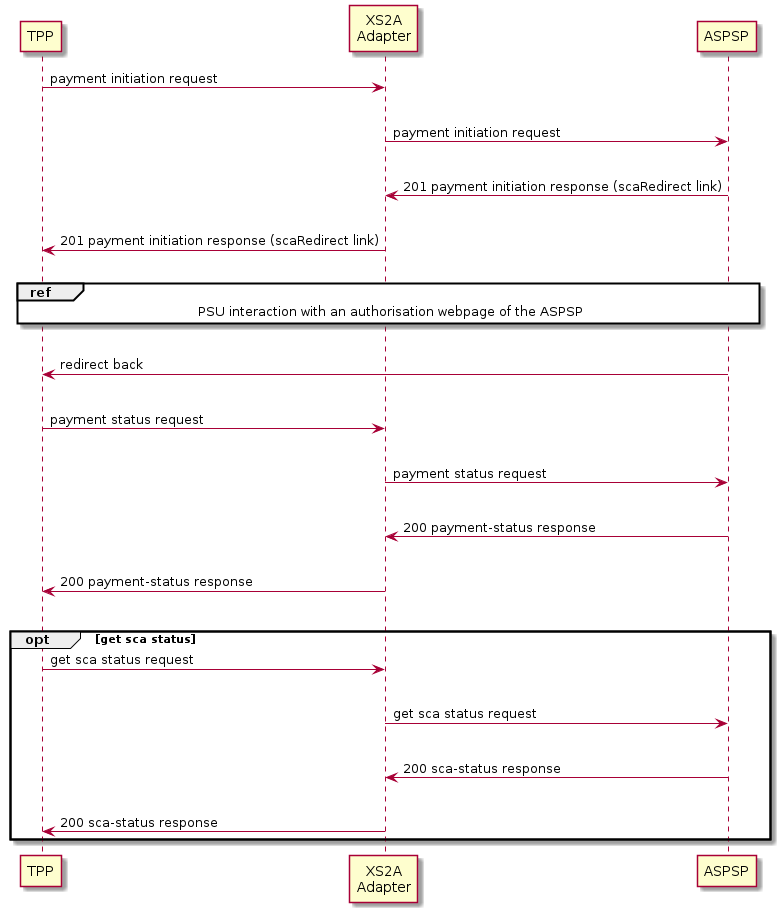 TPP
XS2A
Adapter
ASPSP
payment initiation request
payment initiation request
201 payment initiation response (scaRedirect link)
201 payment initiation response (scaRedirect link)
ref
PSU interaction with an authorisation webpage of the ASPSP
redirect back
payment status request
payment status request
200 payment-status response
200 payment-status response
opt [get sca status]
get sca status request
get sca status request
200 sca-status response
200 sca-status response
TPP
XS2A
Adapter
ASPSP